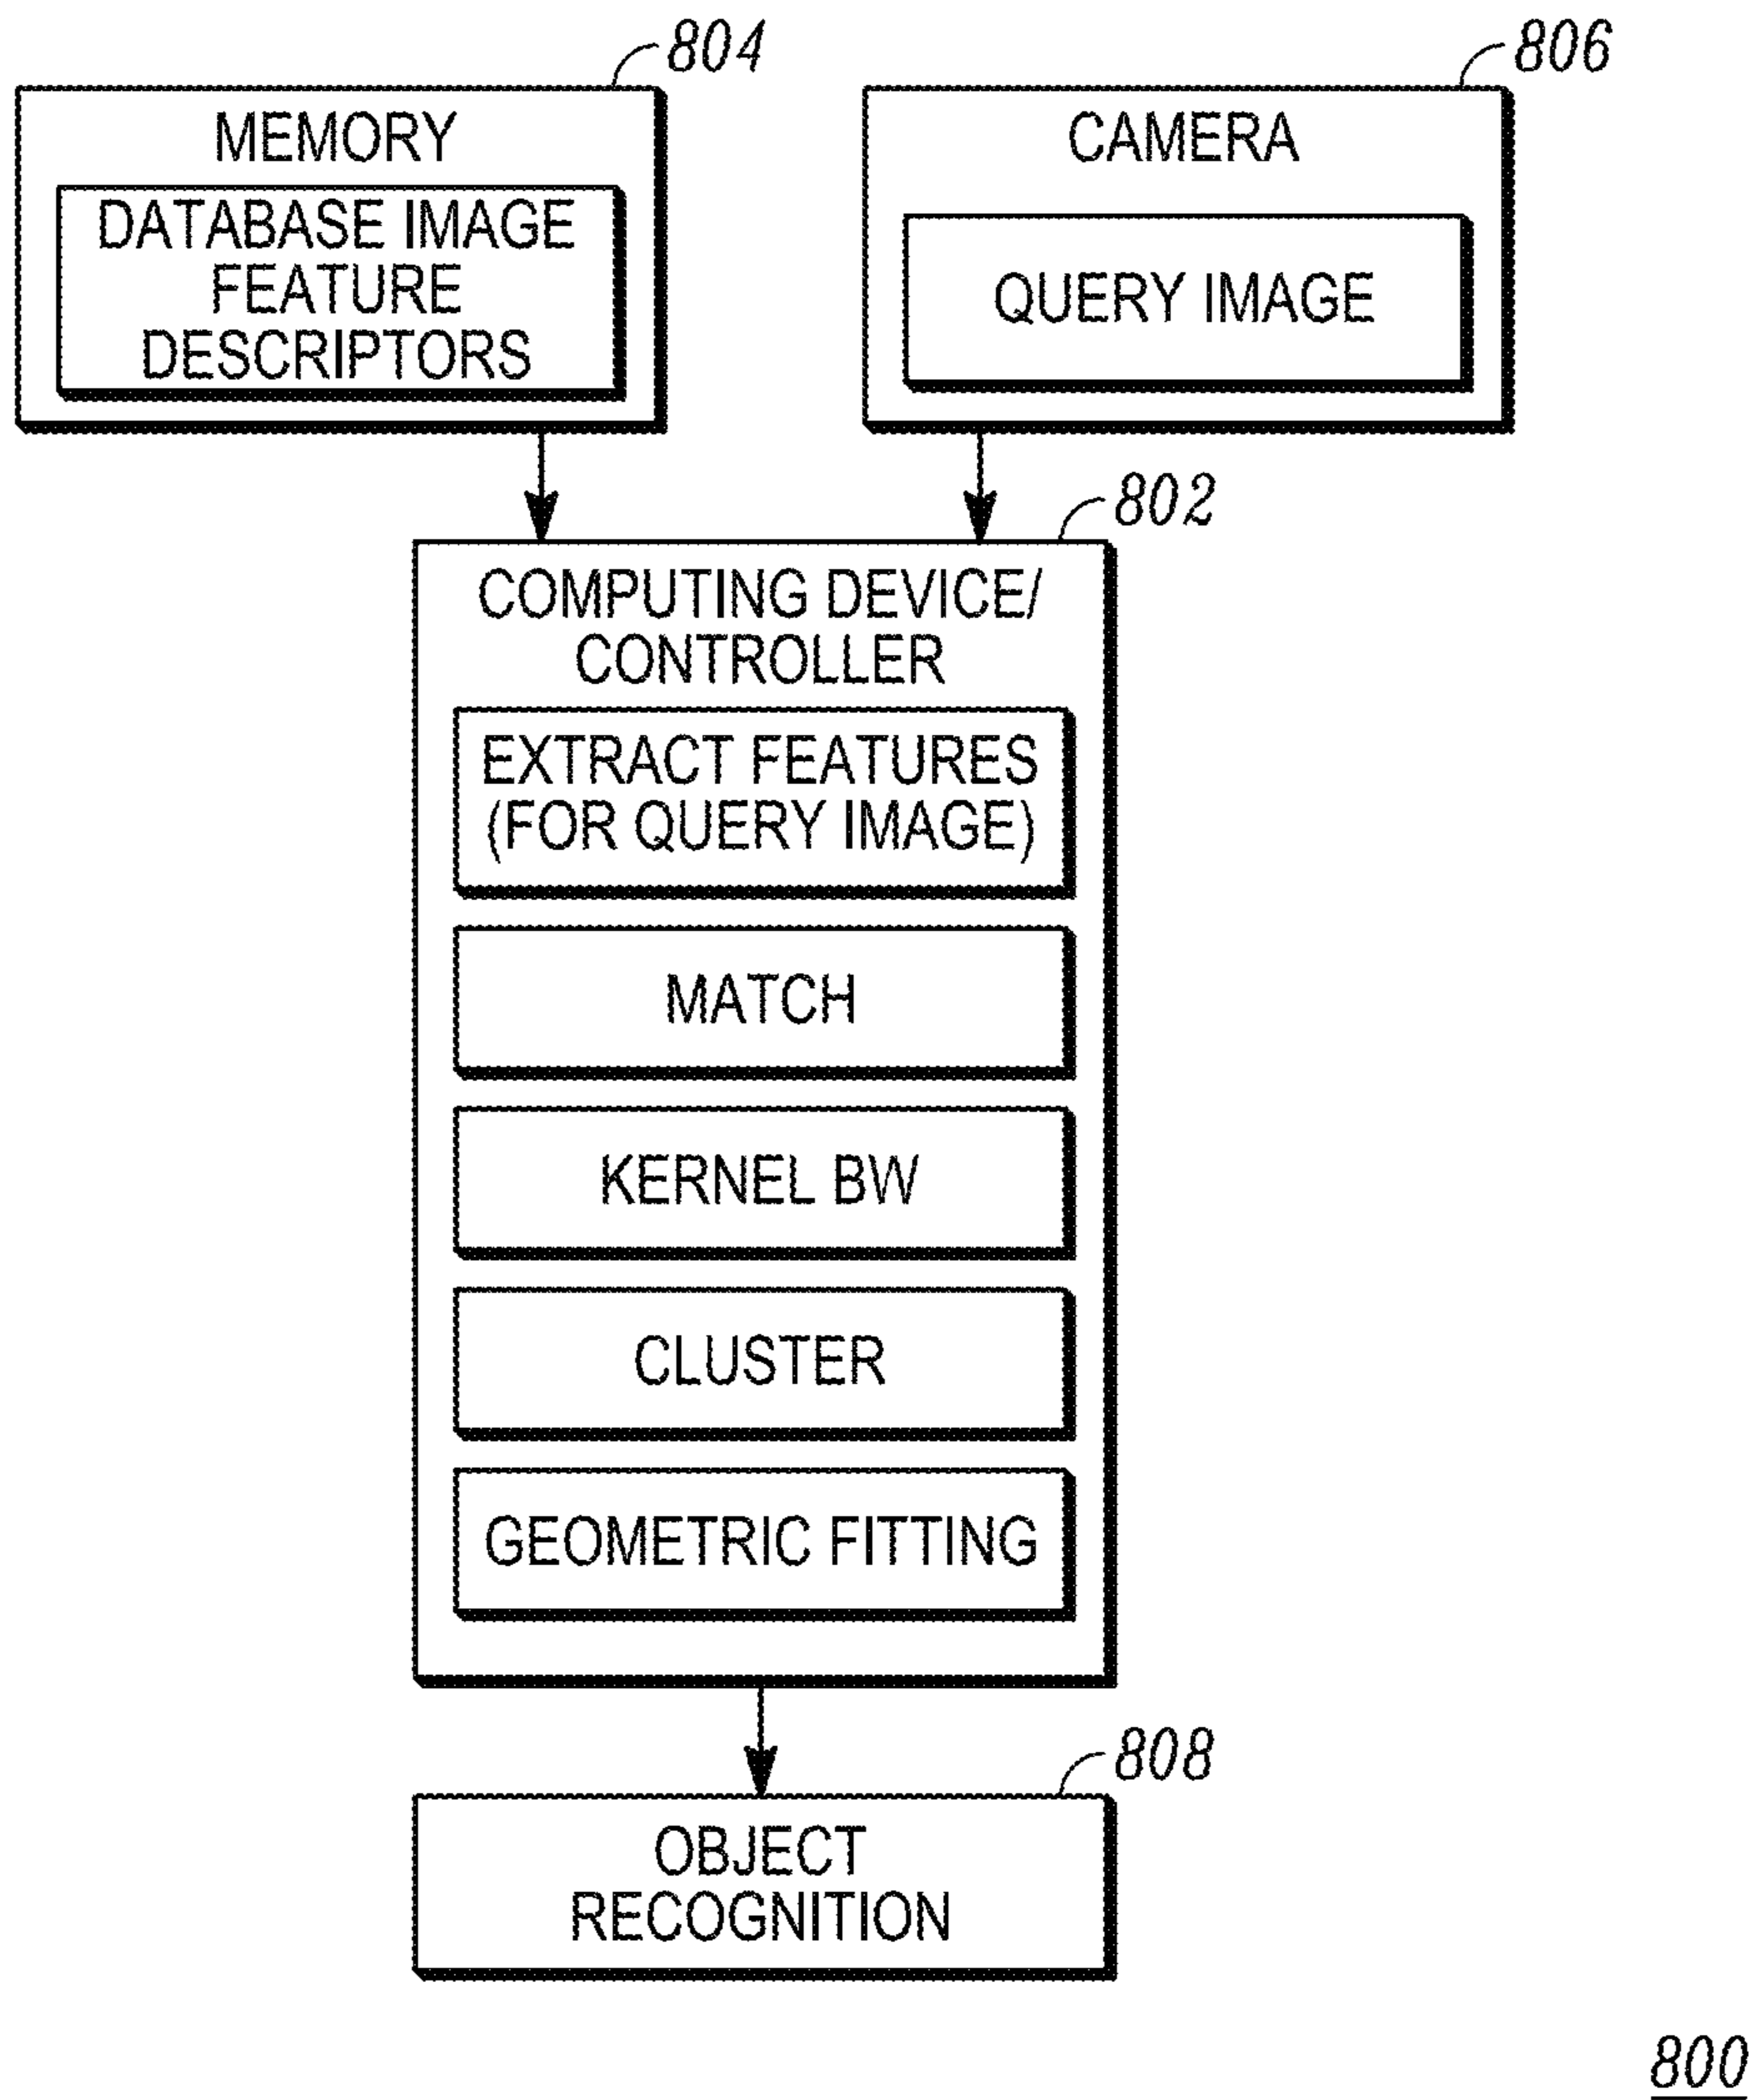 804
MEMORY
DATABASE IMAGE
FEATURE
DESCRIPTORS
806
CAMERA
QUERY IMAGE
802
COMPUTING DEVICE/
CONTROLLER
EXTRACT FEATURES
(FOR QUERY IMAGE)
MATCH
KERNEL BW
CLUSTER
GEOMETRIC FITTING
808
OBJECT
RECOGNITION
800